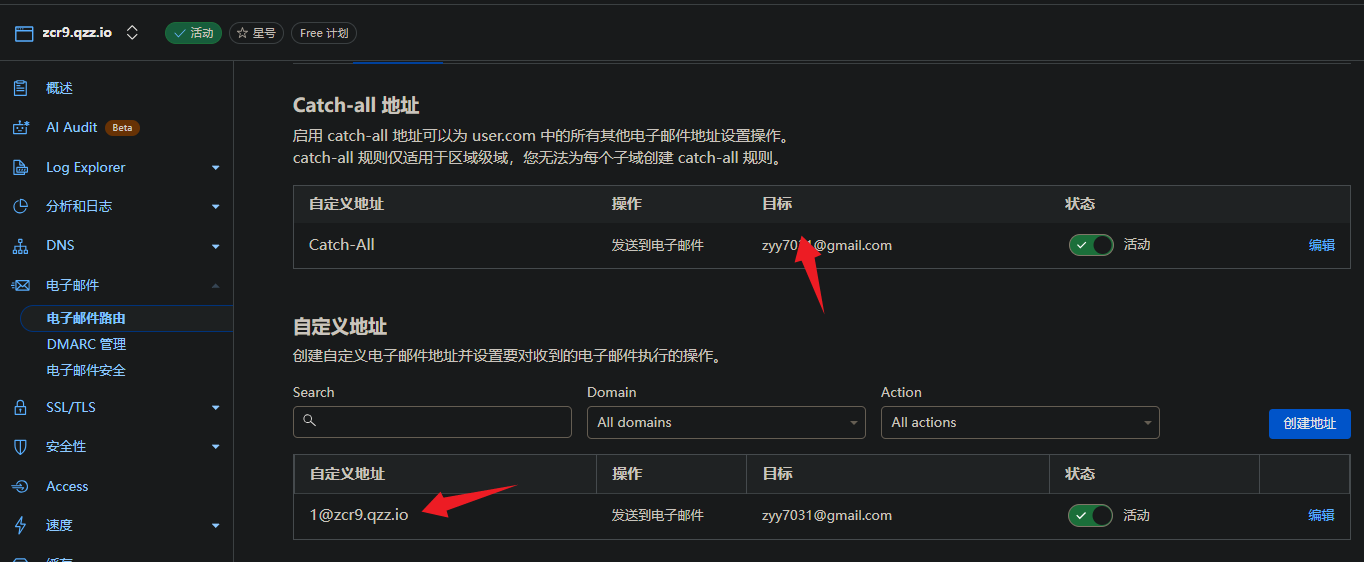 zcr9.qzz.io 活动 星号 Free 计划
概述
AI Audit Beta
Log Explorer
分析和日志
DNS
电子邮件
电子邮件路由
DMARC 管理
电子邮件安全
SSL/TLS
安全性
Access
速度
Catch-all 地址
启用 catch-all 地址可以为 user.com 中的所有其他电子邮件地址设置操作。
catch-all 规则仅适用于区域级域，您无法为每个子域创建 catch-all 规则。
自定义地址 操作 目标 状态
Catch-All 发送到电子邮件 zyy7031@gmail.com 活动 编辑
自定义地址
创建自定义电子邮件地址并设置要对收到的电子邮件执行的操作。
Search Domain Action
All domains All actions 创建地址
自定义地址 操作 目标 状态
1@zcr9.qzz.io 发送到电子邮件 zyy7031@gmail.com 活动 编辑